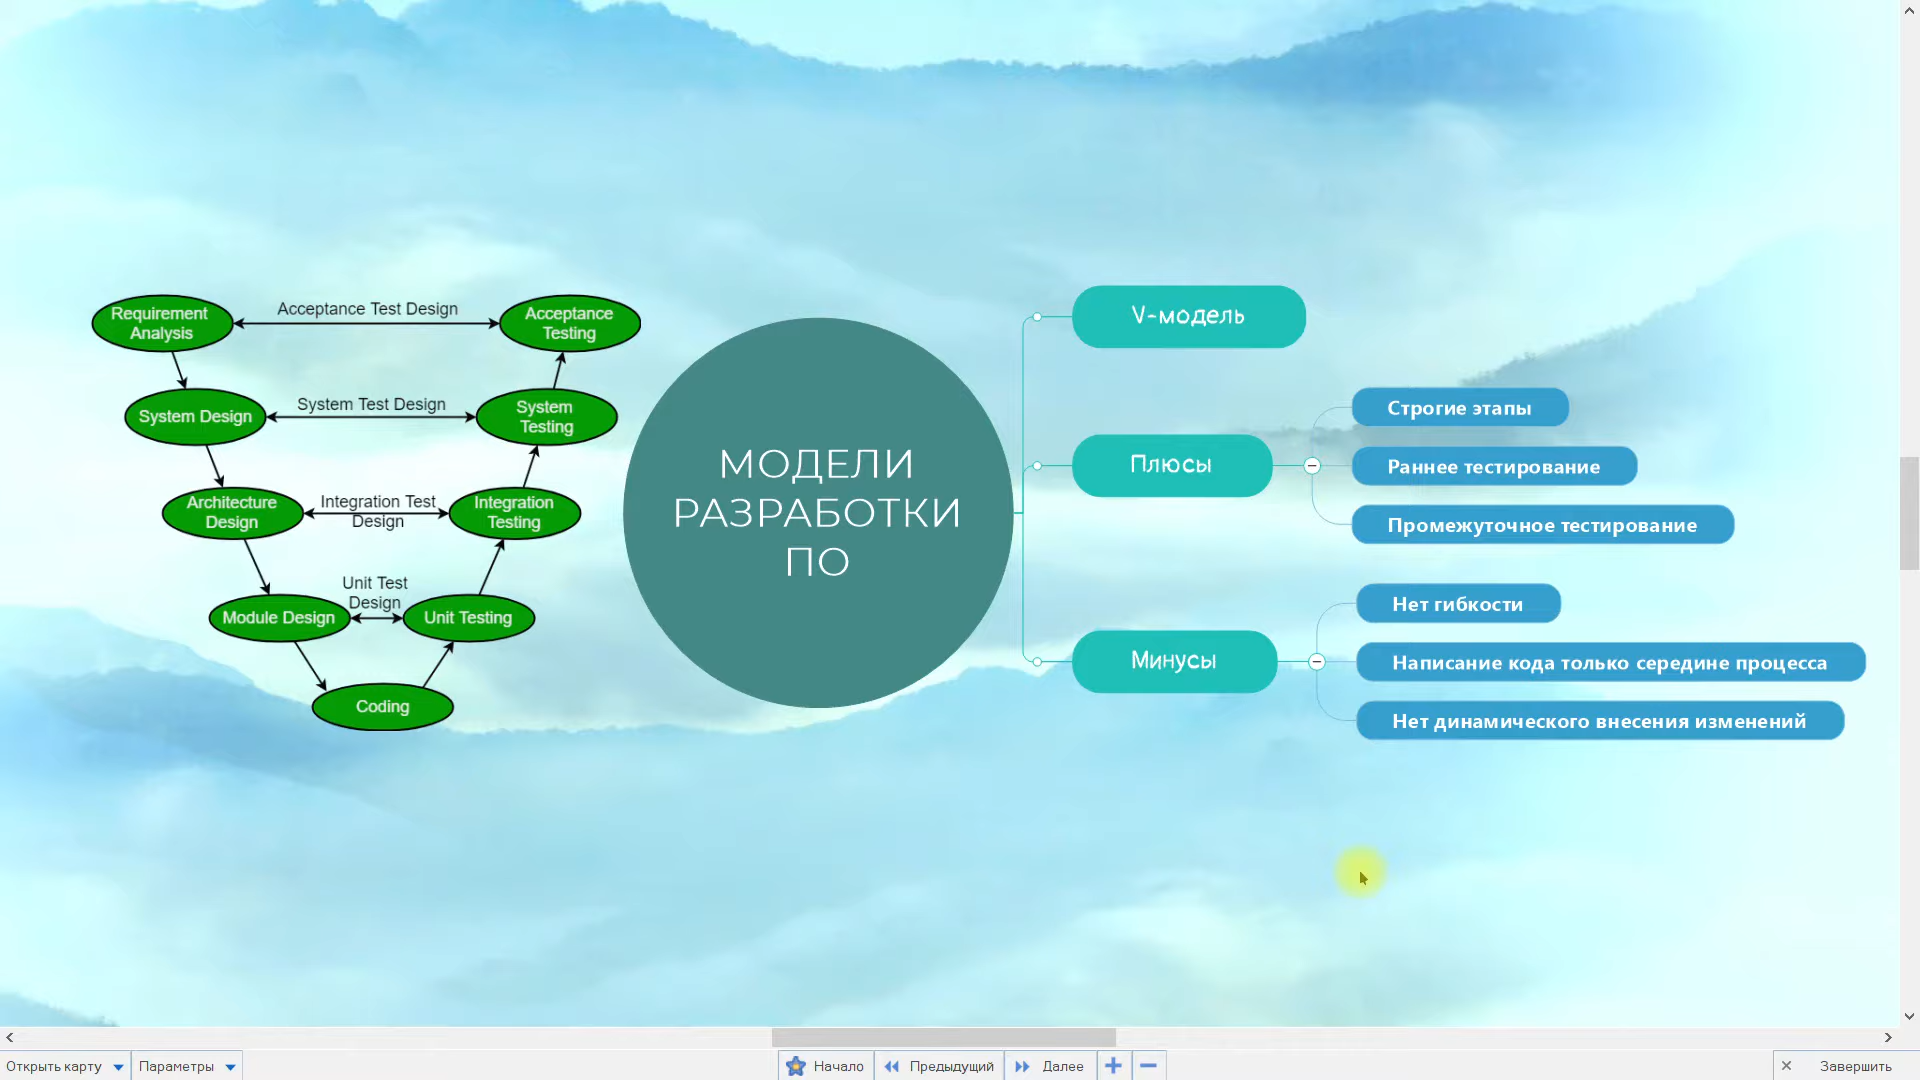 Requirement
Analysis
Acceptance Test Design
Acceptance
Testing
System Design
System Test Design
System
Testing
Architecture
Design
Integration Test
Design
Integration
Testing
Module Design
Unit Test
Design
Unit Testing
Coding
МОДЕЛИ
РАЗРАБОТКИ
ПО
V-модель
Плюсы
Строгие этапы
Раннее тестирование
Промежуточное тестирование
Минусы
Нет гибкости
Написание кода только середине процесса
Нет динамического внесения изменений
Открыть карту
Параметры
Начало
Предыдущий
Далее
Завершить